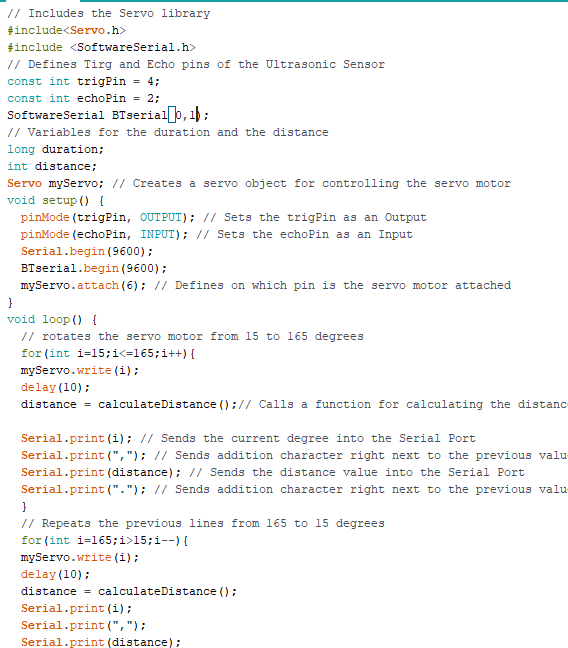 // Includes the Servo library
#include<Servo.h>
#include <SoftwareSerial.h>
// Defines Tirg and Echo pins of the Ultrasonic Sensor
const int trigPin = 4;
const int echoPin = 2;
SoftwareSerial BTserial(0,1);
// Variables for the duration and the distance
long duration;
int distance;
Servo myServo; // Creates a servo object for controlling the servo motor
void setup() {
  pinMode(trigPin, OUTPUT); // Sets the trigPin as an Output
  pinMode(echoPin, INPUT); // Sets the echoPin as an Input
  Serial.begin(9600);
  BTserial.begin(9600);
  myServo.attach(6); // Defines on which pin is the servo motor attached
}
void loop() {
  // rotates the servo motor from 15 to 165 degrees
  for(int i=15;i<=165;i++){
  myServo.write(i);
  delay(10);
  distance = calculateDistance();// Calls a function for calculating the distanc
  Serial.print(i); // Sends the current degree into the Serial Port
  Serial.print(","); // Sends addition character right next to the previous valu
  Serial.print(distance); // Sends the distance value into the Serial Port
  Serial.print("."); // Sends addition character right next to the previous valu
  }
  // Repeats the previous lines from 165 to 15 degrees
  for(int i=165;i>15;i--){
  myServo.write(i);
  delay(10);
  distance = calculateDistance();
  Serial.print(i);
  Serial.print(",");
  Serial.print(distance);